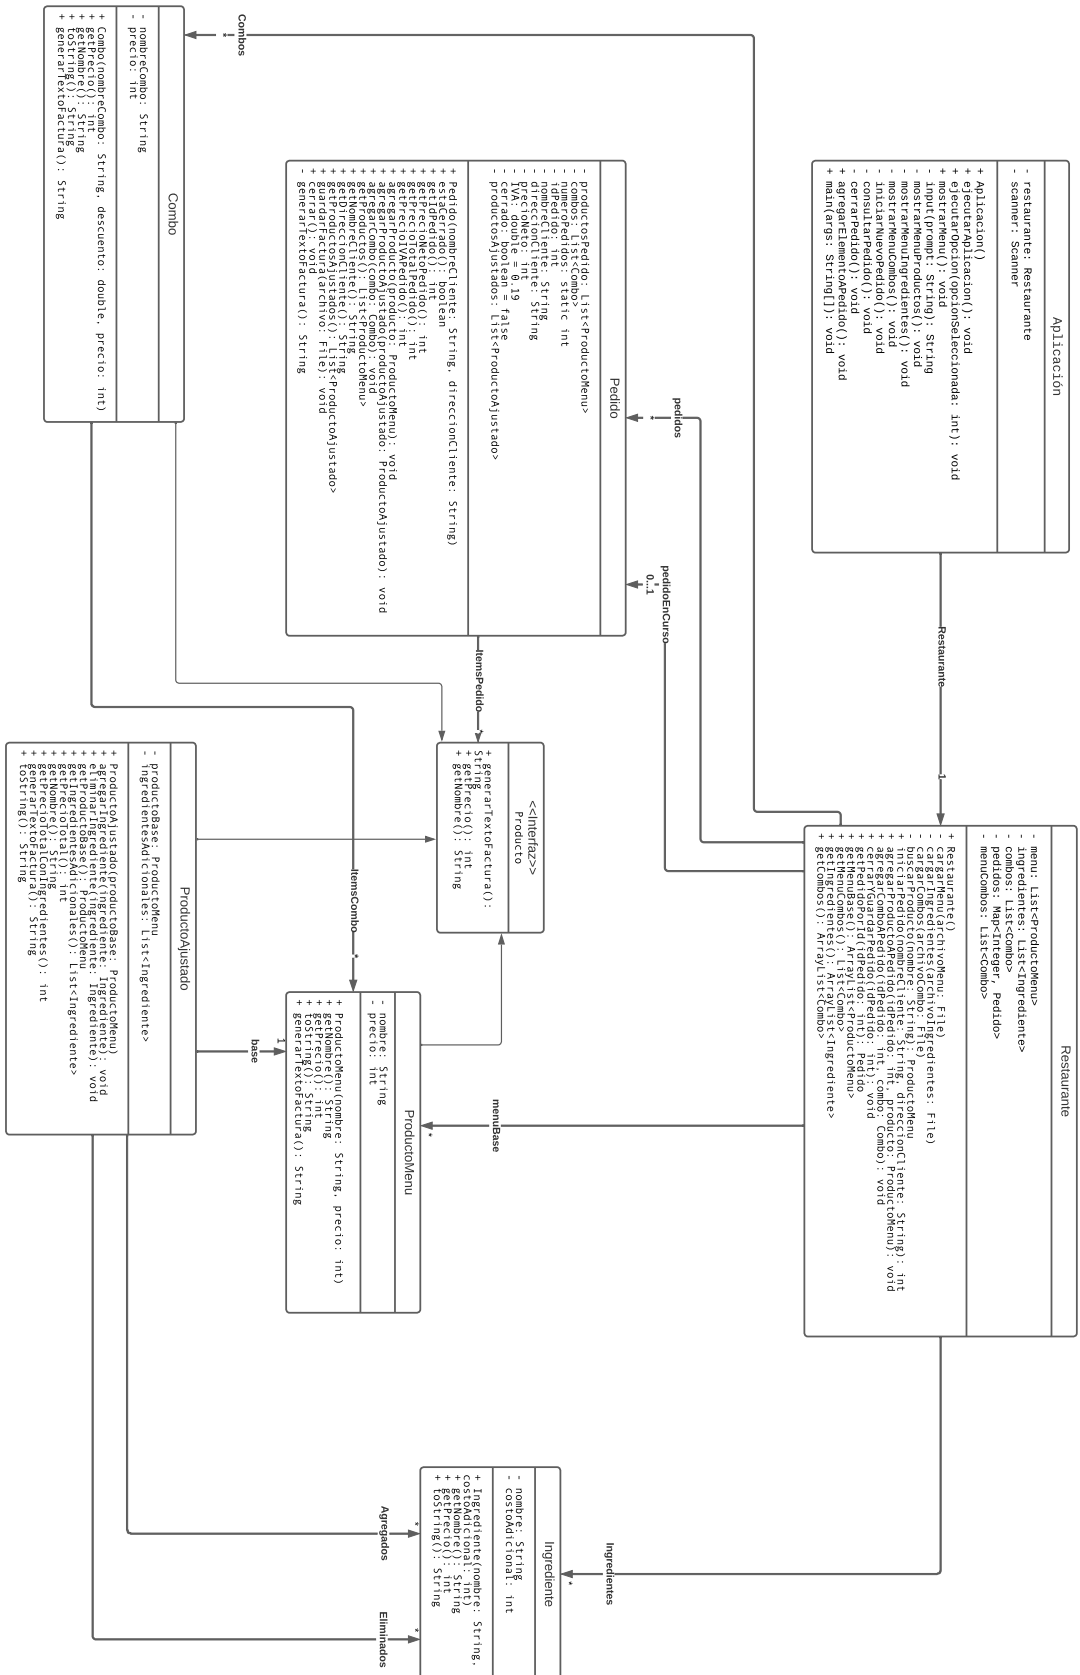 Aplicación
- restaurante: Restaurante
- scanner: Scanner
+ Aplicacion()
+ ejecutarAplicacion(): void
+ ejecutarOpcion(opcionSeleccionada: int): void
+ mostrarMenu(): void
+ input(prompt: String): String
- mostrarMenuProductos(): void
- mostrarMenuIngredientes(): void
- mostrarMenuCombos(): void
- iniciarNuevoPedido(): void
- consultarPedido(): void
- cerrarPedido(): void
+ agregarElementoAPedido(): void
+ main(args: String[]): void
Restaurante
1
Restaurante
- menu: List<ProductoMenu>
- ingredientes: List<Ingrediente>
- combos: List<Combo>
- pedidos: Map<Integer, Pedido>
- menuCombos: List<Combo>
+ Restaurante()
- cargarMenu(archivoMenu: File)
- cargarIngredientes(archivoIngredientes: File)
- cargarCombos(archivoCombo: File)
- buscarProducto(nombre: String): ProductoMenu
+ iniciarPedido(nombreCliente: String, direccionCliente: String): int
+ agregarProductoAPedido(idPedido: int, producto: ProductoMenu): void
+ agregarComboAPedido(idPedido: int, combo: Combo): void
+ cerrarYGuardarPedido(idPedido: int): void
+ getPedidoPorId(idPedido: int): Pedido
+ getMenuBase(): ArrayList<ProductoMenu>
+ getMenuCombos(): List<Combo>
+ getIngredientes(): ArrayList<Ingrediente>
+ getCombos(): ArrayList<Combo>
pedidos
*
pedidoEnCurso
0...1
Pedido
- productosPedido: List<ProductoMenu>
- combos: List<Combo>
- numeroPedidos: static int
- idPedido: int
- nombreCliente: String
- direccionCliente: String
- precioNeto: int
- IVA: double = 0.19
- cerrado: boolean = false
- productosAjustados: List<ProductoAjustado>
+ Pedido(nombreCliente: String, direccionCliente: String)
+ estaCerrado(): boolean
+ getIdPedido(): int
+ getPrecioNetoPedido(): int
+ getPrecioTotalPedido(): int
+ getPrecioIVAPedido(): int
+ agregarProducto(producto: ProductoMenu): void
+ agregarProductoAjustado(productoAjustado: ProductoAjustado): void
+ agregarCombo(combo: Combo): void
+ getProductos(): List<ProductoMenu>
+ getNombreCliente(): String
+ getDireccionCliente(): String
+ getProductosAjustados(): List<ProductoAjustado>
+ guardarFactura(archivo: File): void
+ cerrar(): void
- generarTextoFactura(): String
ItemsPedido
*
<<Interfaz>>
Producto
+ generarTextoFactura():
String
+ getPrecio(): int
+ getNombre(): String
menuBase
*
Ingredientes
*
Ingrediente
- nombre: String
- costoAdicional: int
+ Ingrediente(nombre: String,
costoAdicional: int)
+ getNombre(): String
+ getPrecio(): int
+ toString(): String
ProductoMenu
- nombre: String
- precio: int
+ ProductoMenu(nombre: String, precio: int)
+ getNombre(): String
+ getPrecio(): int
+ toString(): String
+ generarTextoFactura(): String
ItemsCombo
*
Agregados
*
Eliminados
*
base
1
Combos
*
Combo
- nombreCombo: String
- precio: int
+ Combo(nombreCombo: String, descuento: double, precio: int)
+ getPrecio(): int
+ getNombre(): String
+ toString(): String
+ generarTextoFactura(): String
ProductoAjustado
- productoBase: ProductoMenu
- ingredientesAdicionales: List<Ingrediente>
+ ProductoAjustado(productoBase: ProductoMenu)
+ agregarIngrediente(ingrediente: Ingrediente): void
+ eliminarIngrediente(ingrediente: Ingrediente): void
+ getProductoBase(): ProductoMenu
+ getIngredientesAdicionales(): List<Ingrediente>
+ getPrecioTotal(): int
+ getNombre(): String
+ getPrecioTotalConIngredientes(): int
+ generarTextoFactura(): String
+ toString(): String